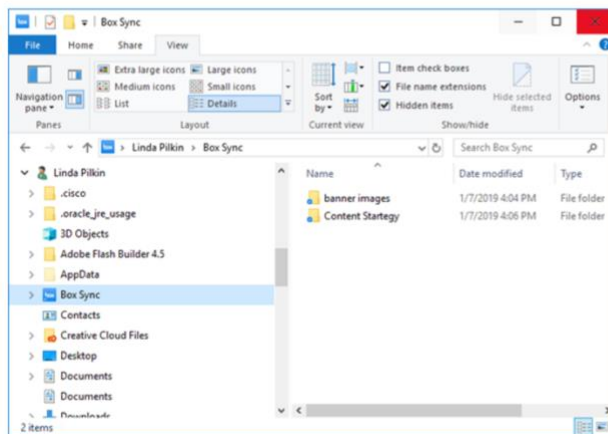 Box Sync
File Home Share View
Navigation pane
Extra large icons Large icons
Medium icons Small icons
List Details
Sort by
Item check boxes
File name extensions
Hidden items
Hide selected items
Options
Panes Layout Current view Show/hide
Linda Pilkin > Box Sync
Search Box Sync
Linda Pilkin
.cisco
.oracle_jre_usage
3D Objects
Adobe Flash Builder 4.5
AppData
Box Sync
Contacts
Creative Cloud Files
Desktop
Documents
Documents
Downloads
Name Date modified Type
banner images 1/7/2019 4:04 PM File folder
Content Startegy 1/7/2019 4:06 PM File folder
2 items